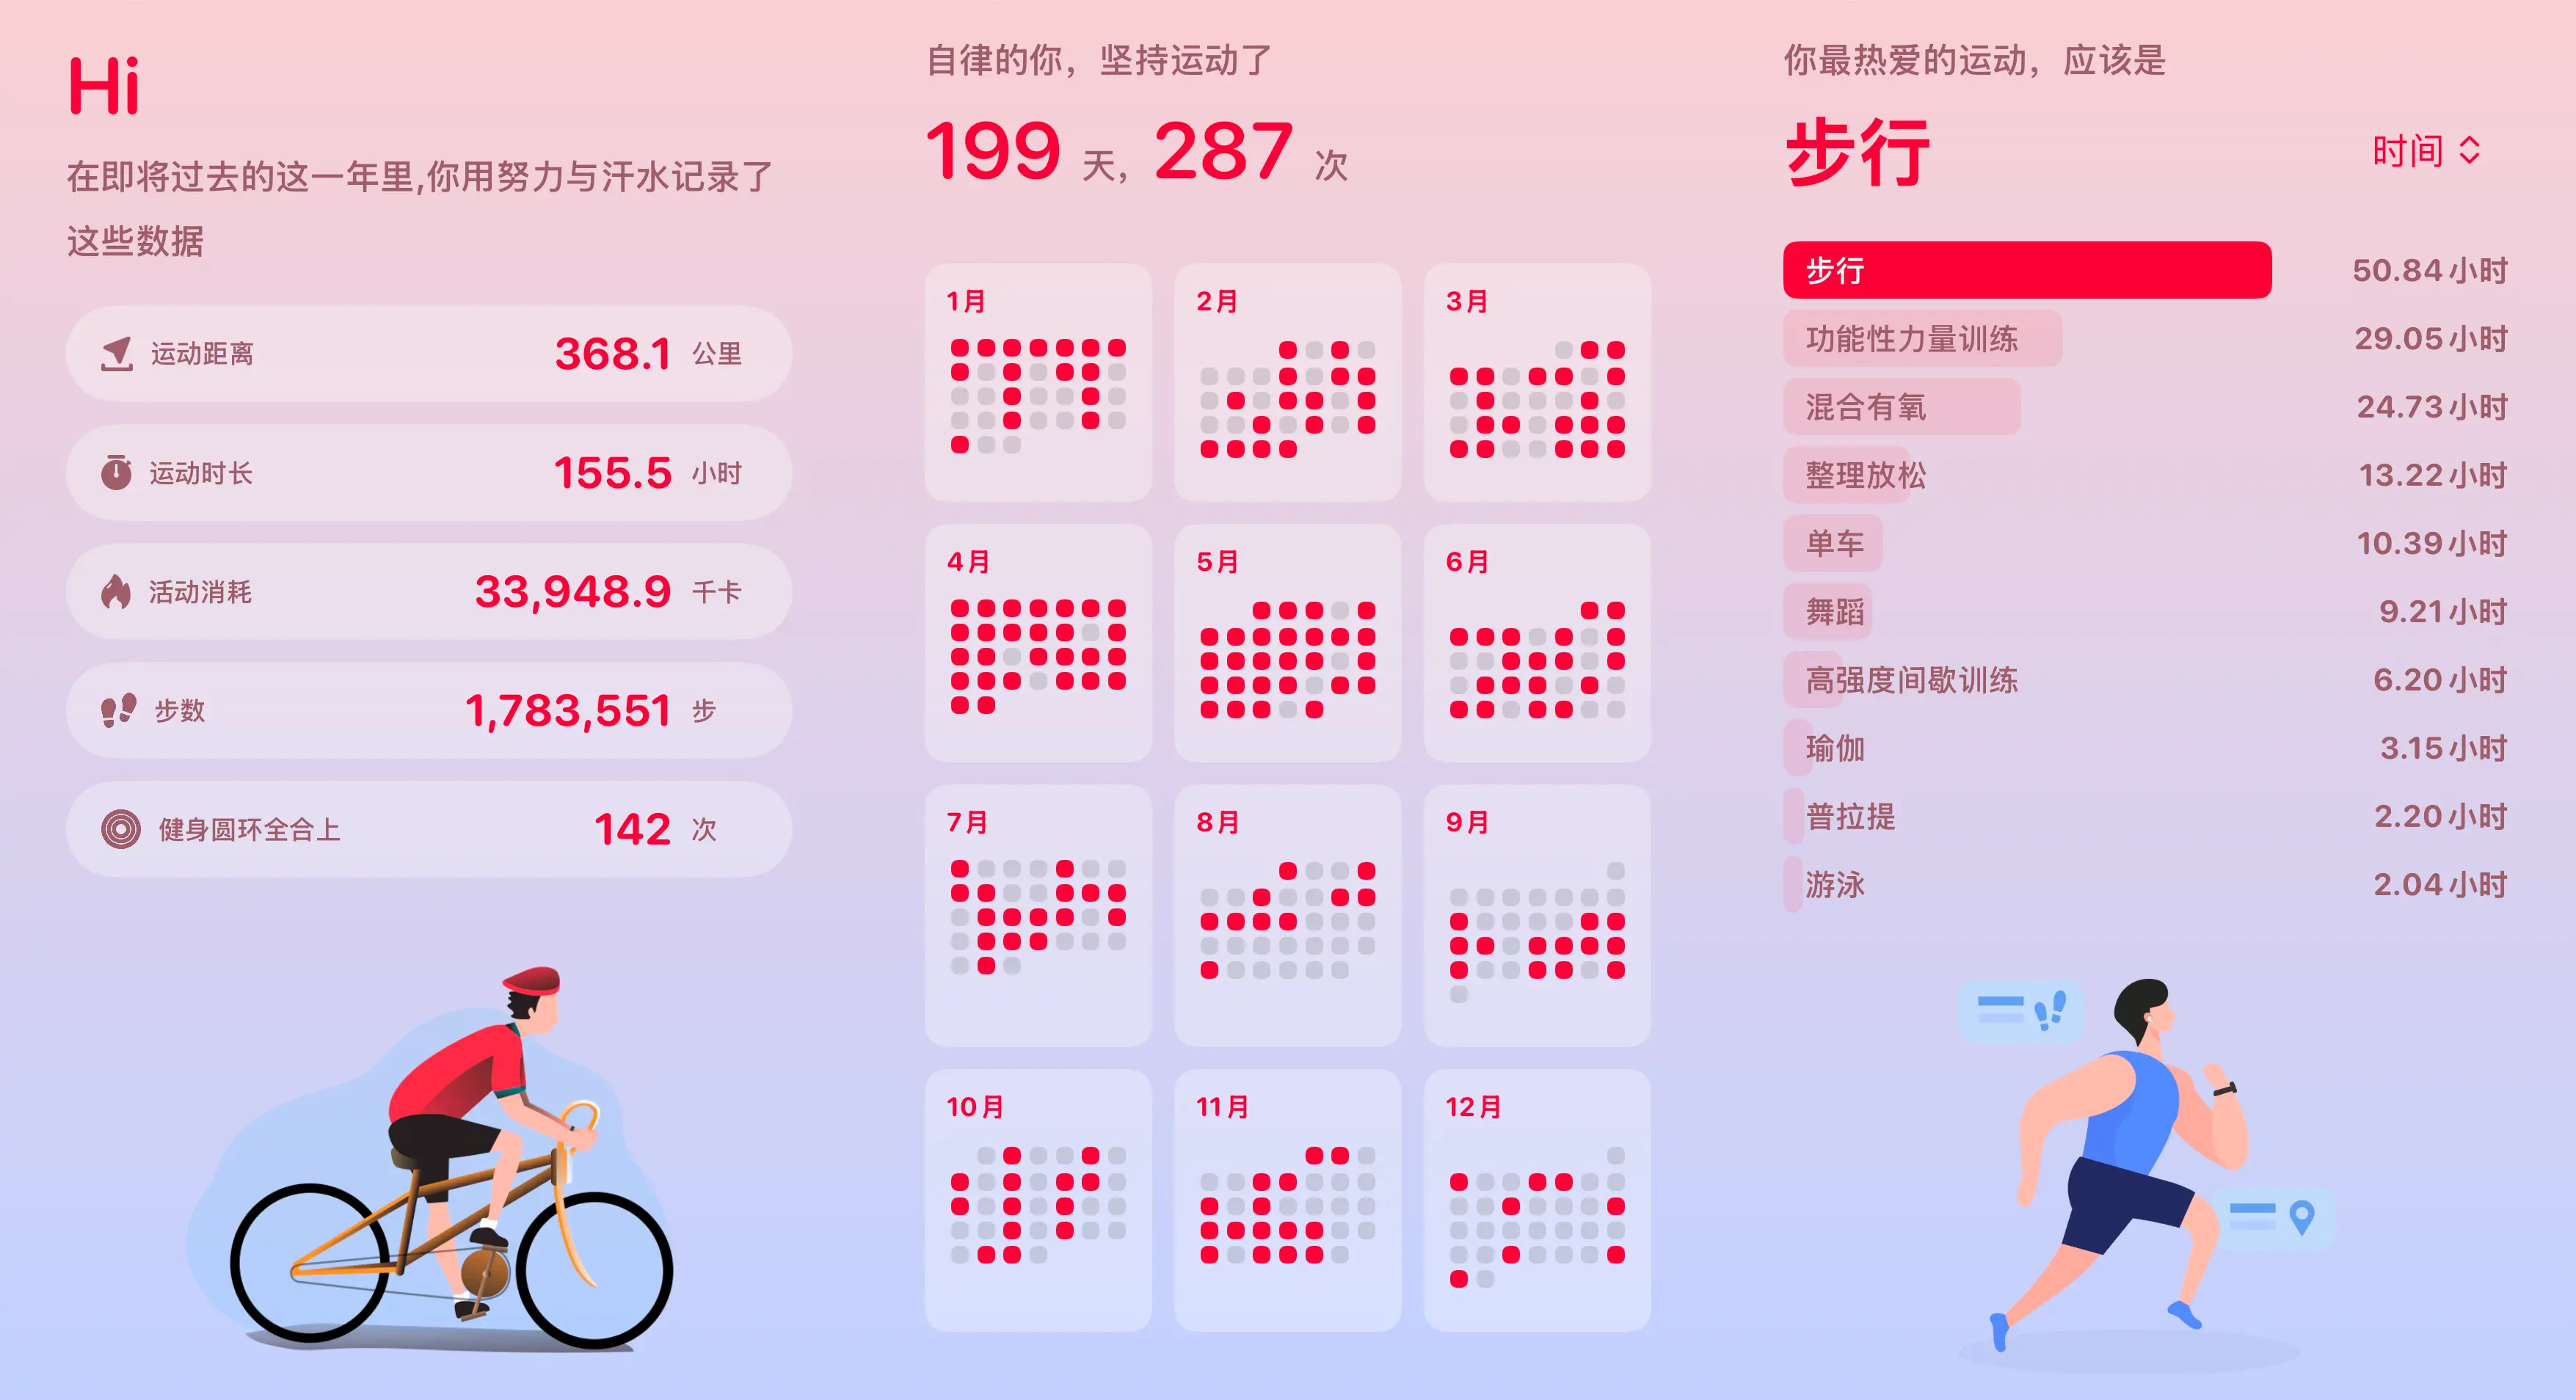 Hi
在即将过去的这一年里,你用努力与汗水记录了
这些数据
运动距离 368.1 公里
运动时长 155.5 小时
活动消耗 33,948.9 千卡
步数 1,783,551 步
健身圆环全合上 142 次
自律的你，坚持运动了
199 天，287 次
1月
2月
3月
4月
5月
6月
7月
8月
9月
10月
11月
12月
你最热爱的运动，应该是
步行
时间
步行 50.84小时
功能性力量训练 29.05小时
混合有氧 24.73小时
整理放松 13.22小时
单车 10.39小时
舞蹈 9.21小时
高强度间歇训练 6.20小时
瑜伽 3.15小时
普拉提 2.20小时
游泳 2.04小时